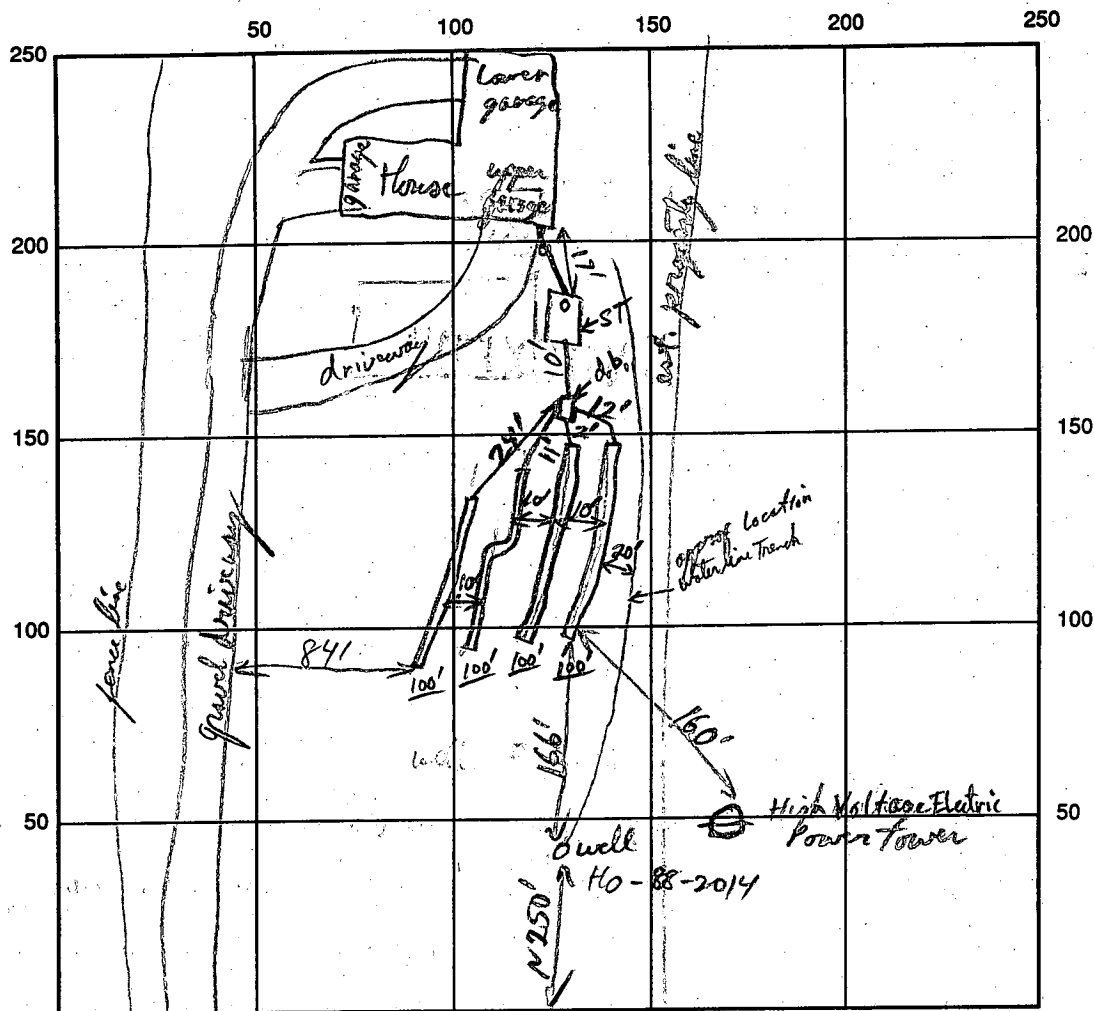 50 100 150 200 250
250
Lower
garage
garage
House
upper
garage
200 200
17'
ST
10'
d.b.
driveway
est. property line
12'
150 150
24'
11'
2'
10'
10'
approx Location
waterline Trench
20'
10'
100 100
fence line
gravel driveway
84'
100' 100' 100' 100'
160'
166'
50 50
High Voltage Electric
Power Tower
well
HO-88-2014
~250'